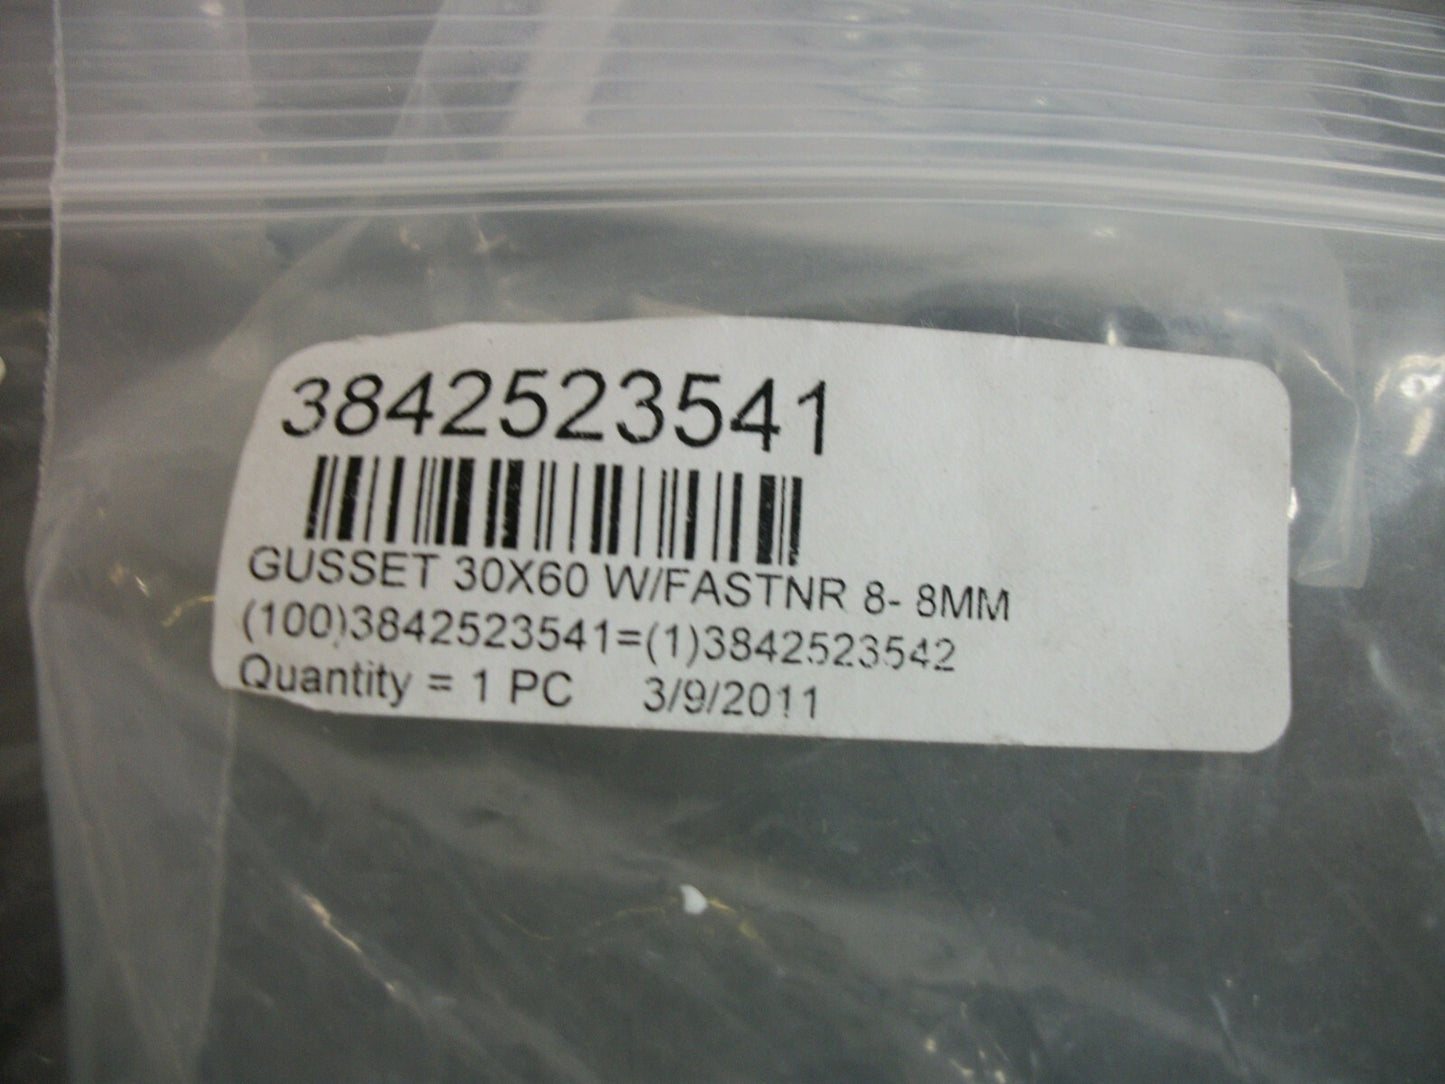 3842523541
GUSSET 30X60 W/FASTNR 8- 8MM
(100)3842523541=(1)3842523542
Quantity = 1 PC 3/9/2011